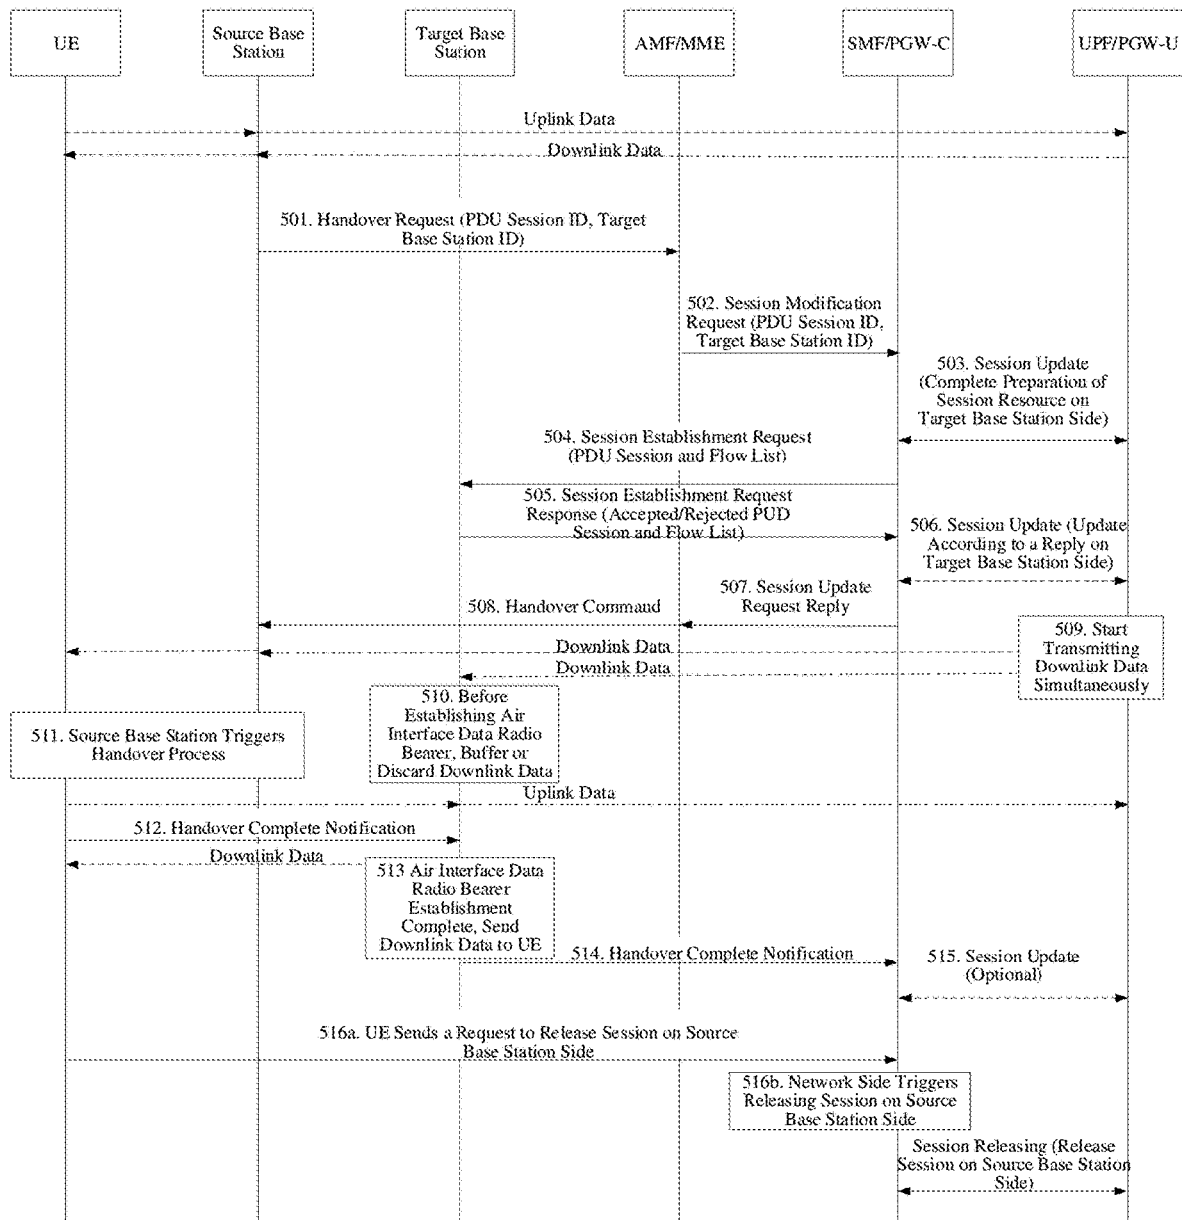 UE
Source Base
Station
Target Base
Station
AMF/MME
SMF/PGW-C
UPF/PGW-U
Uplink Data
Downlink Data
501. Handover Request (PDU Session ID, Target
Base Station ID)
502. Session Modification
Request (PDU Session ID,
Target Base Station ID)
503. Session Update
(Complete Preparation of
Session Resource on
Target Base Station Side)
504. Session Establishment Request
(PDU Session and Flow List)
505. Session Establishment Request
Response (Accepted/Rejected PUD
Session and Flow List)
506. Session Update (Update
According to a Reply on
Target Base Station Side)
507. Session Update
Request Reply
508. Handover Command
509. Start
Transmitting
Downlink Data
Simultaneously
Downlink Data
Downlink Data
510. Before
Establishing Air
Interface Data Radio
Bearer, Buffer or
Discard Downlink Data
511. Source Base Station Triggers
Handover Process
Uplink Data
512. Handover Complete Notification
Downlink Data
513 Air Interface Data
Radio Bearer
Establishment
Complete, Send
Downlink Data to UE
514. Handover Complete Notification
515. Session Update
(Optional)
516a. UE Sends a Request to Release Session on Source
Base Station Side
516b. Network Side Triggers
Releasing Session on Source
Base Station Side
Session Releasing (Release
Session on Source Base Station
Side)